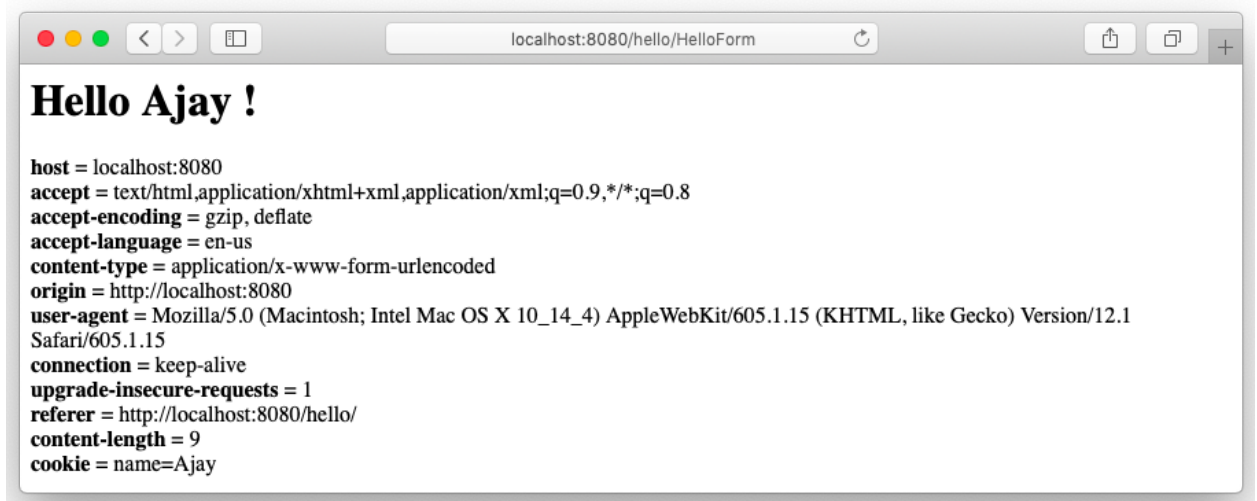 localhost:8080/hello/HelloForm
Hello Ajay !
host = localhost:8080
accept = text/html,application/xhtml+xml,application/xml;q=0.9,*/*;q=0.8
accept-encoding = gzip, deflate
accept-language = en-us
content-type = application/x-www-form-urlencoded
origin = http://localhost:8080
user-agent = Mozilla/5.0 (Macintosh; Intel Mac OS X 10_14_4) AppleWebKit/605.1.15 (KHTML, like Gecko) Version/12.1
Safari/605.1.15
connection = keep-alive
upgrade-insecure-requests = 1
referer = http://localhost:8080/hello/
content-length = 9
cookie = name=Ajay